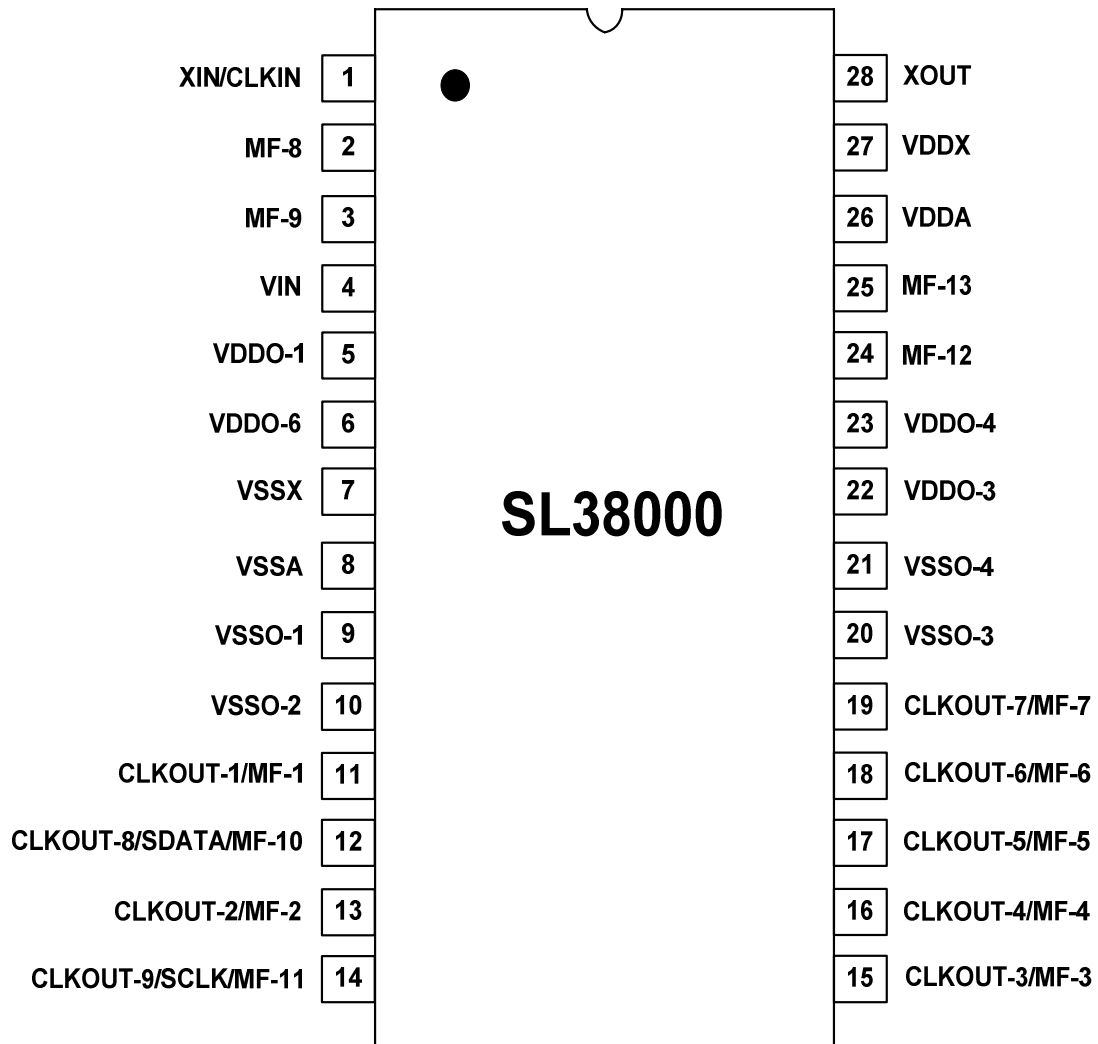 XIN/CLKIN 1 28 XOUT
MF-8 2 27 VDDX
MF-9 3 26 VDDA
VIN 4 25 MF-13
VDDO-1 5 24 MF-12
VDDO-6 6 23 VDDO-4
VSSX 7 22 VDDO-3
SL38000
VSSA 8 21 VSSO-4
VSSO-1 9 20 VSSO-3
VSSO-2 10 19 CLKOUT-7/MF-7
CLKOUT-1/MF-1 11 18 CLKOUT-6/MF-6
CLKOUT-8/SDATA/MF-10 12 17 CLKOUT-5/MF-5
CLKOUT-2/MF-2 13 16 CLKOUT-4/MF-4
CLKOUT-9/SCLK/MF-11 14 15 CLKOUT-3/MF-3